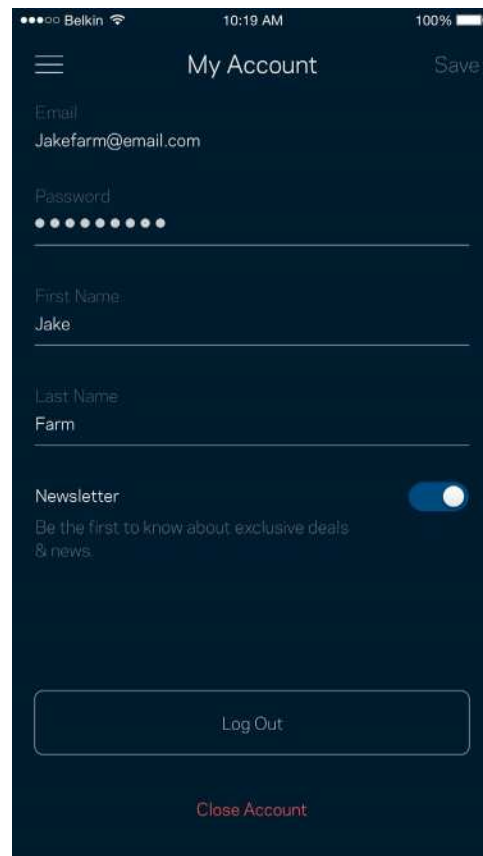 Belkin 10:19 AM 100%
My Account Save
Email
Jakefarm@email.com
Password
First Name
Jake
Last Name
Farm
Newsletter
Be the first to know about exclusive deals
& news.
Log Out
Close Account